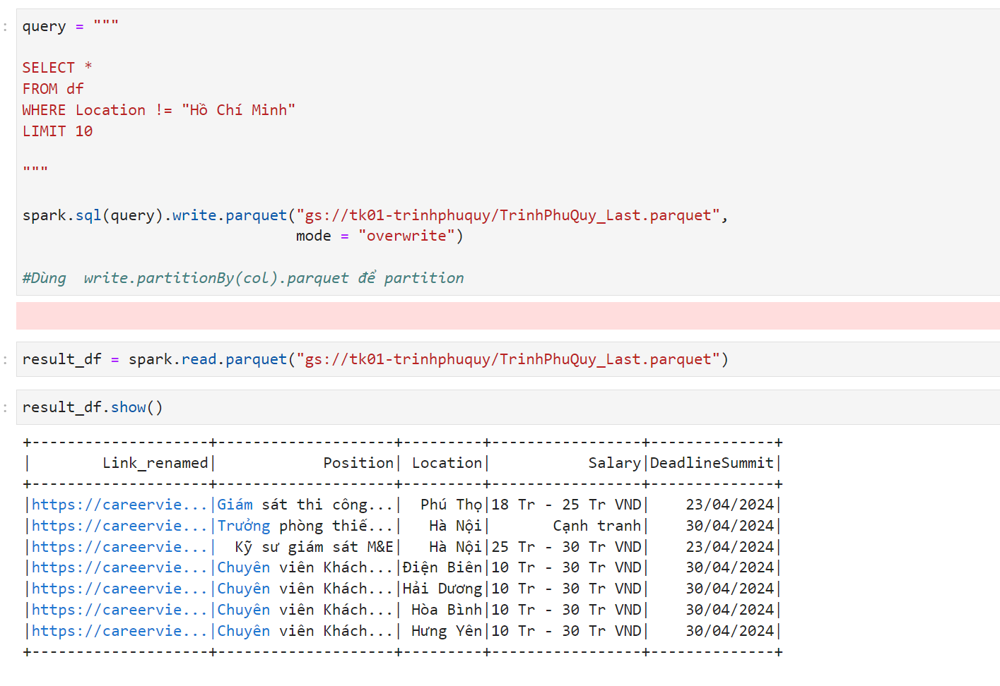 : query = """
SELECT *
FROM df
WHERE Location != "Hồ Chí Minh"
LIMIT 10
"""
spark.sql(query).write.parquet("gs://tk01-trinhphuquy/TrinhPhuQuy_Last.parquet",
mode = "overwrite")
#Dùng  write.partitionBy(col).parquet để partition
: result_df = spark.read.parquet("gs://tk01-trinhphuquy/TrinhPhuQuy_Last.parquet")
: result_df.show()
+--------------------+--------------------+---------+-----------------+--------------+
|        Link_renamed|            Position| Location|           Salary|DeadlineSummit|
+--------------------+--------------------+---------+-----------------+--------------+
|https://careervie...|Giám sát thi công...|  Phú Thọ|18 Tr - 25 Tr VND|    23/04/2024|
|https://careervie...|Trưởng phòng thiế...|   Hà Nội|       Cạnh tranh|    30/04/2024|
|https://careervie...|  Kỹ sư giám sát M&E|   Hà Nội|25 Tr - 30 Tr VND|    23/04/2024|
|https://careervie...|Chuyên viên Khách...|Điện Biên|10 Tr - 30 Tr VND|    30/04/2024|
|https://careervie...|Chuyên viên Khách...|Hải Dương|10 Tr - 30 Tr VND|    30/04/2024|
|https://careervie...|Chuyên viên Khách...| Hòa Bình|10 Tr - 30 Tr VND|    30/04/2024|
|https://careervie...|Chuyên viên Khách...| Hưng Yên|10 Tr - 30 Tr VND|    30/04/2024|
+--------------------+--------------------+---------+-----------------+--------------+